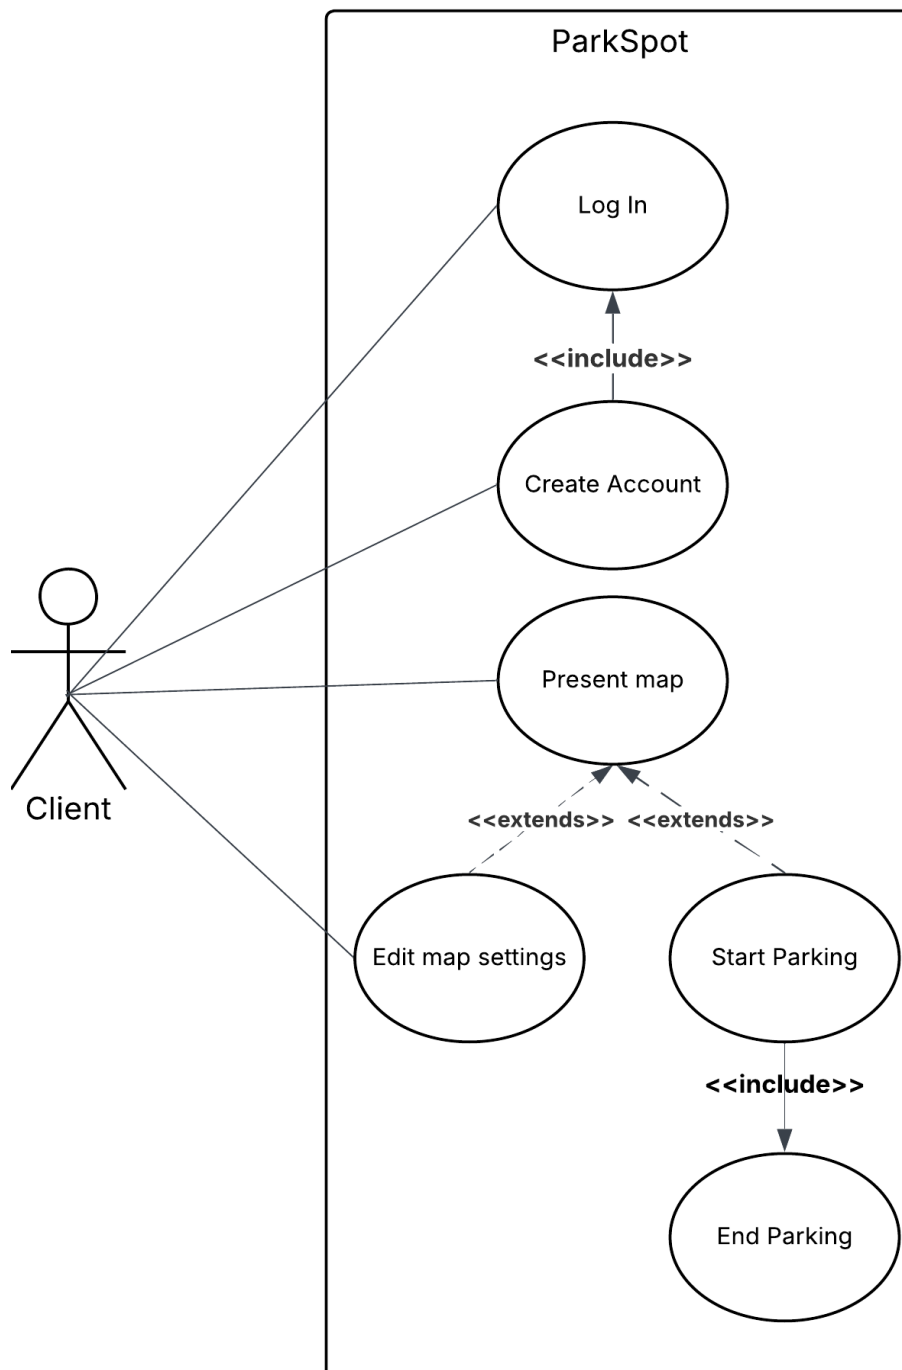 ParkSpot
Log In
<<include>>
Create Account
Present map
Client
<<extends>> <<extends>>
Edit map settings
Start Parking
<<include>>
End Parking